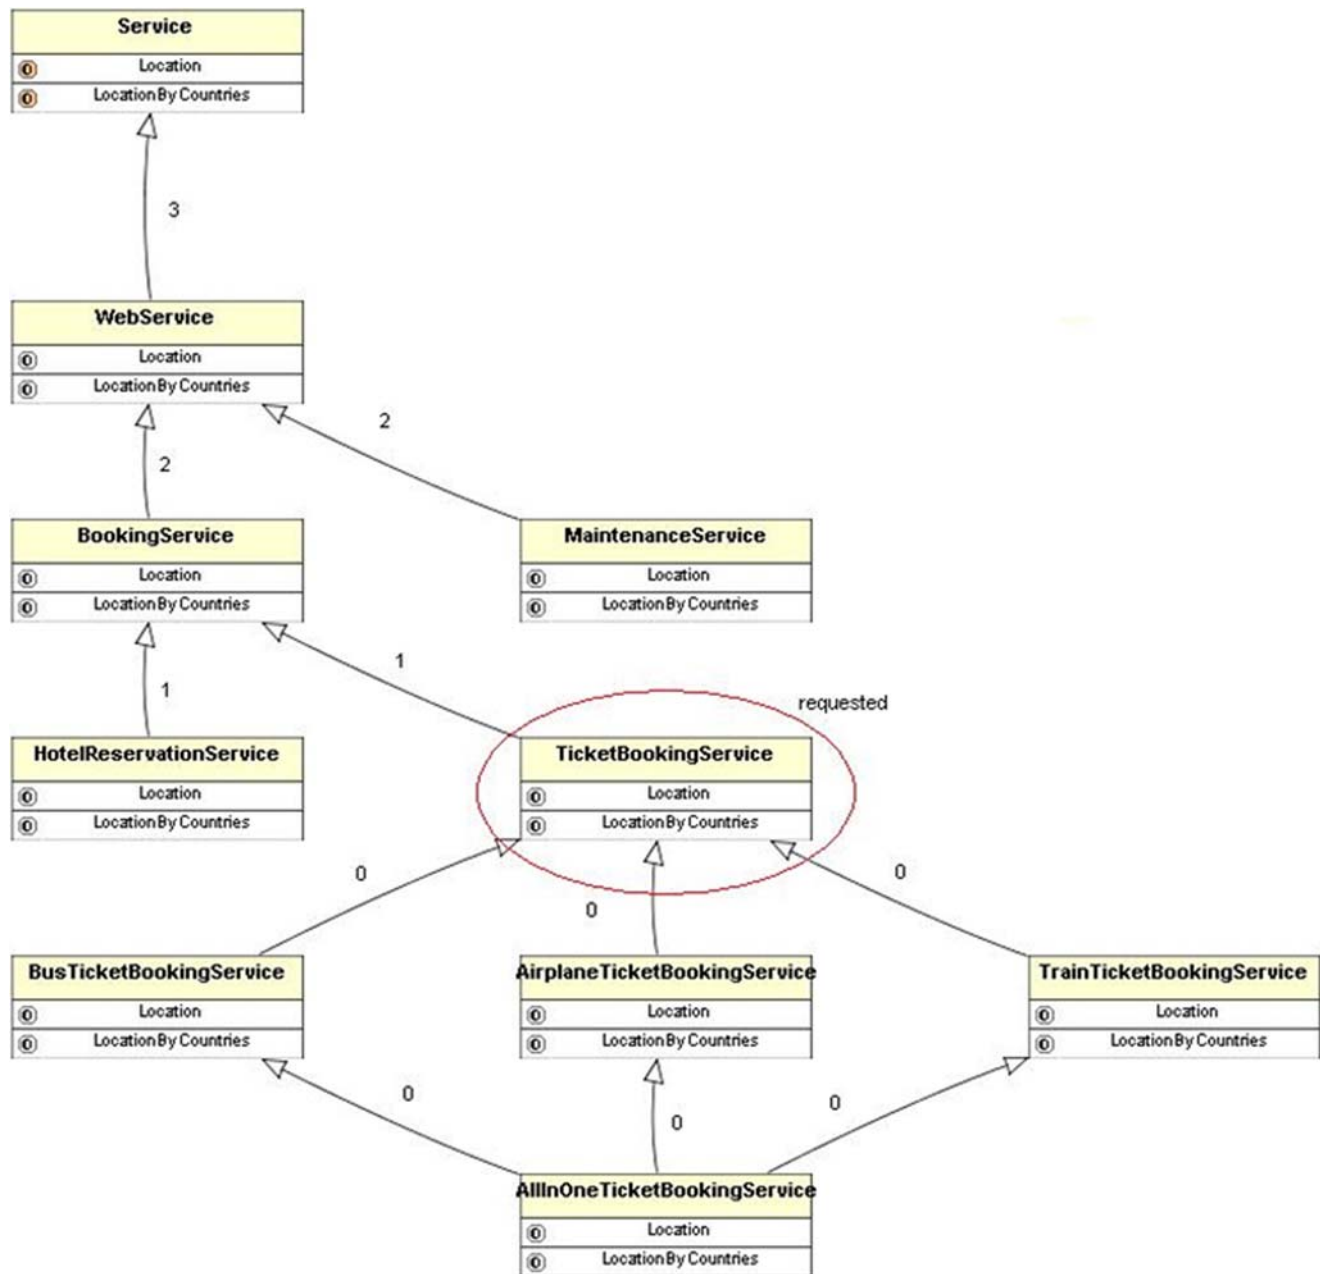 Service
Location
Location By Countries
3
WebService
Location
Location By Countries
2
2
BookingService
Location
Location By Countries
MaintenanceService
Location
Location By Countries
1
1
requested
HotelReservationService
Location
Location By Countries
TicketBookingService
Location
Location By Countries
0
0
0
BusTicketBookingService
Location
Location By Countries
AirplaneTicketBookingService
Location
Location By Countries
TrainTicketBookingService
Location
Location By Countries
0
0
0
AllInOneTicketBookingService
Location
Location By Countries